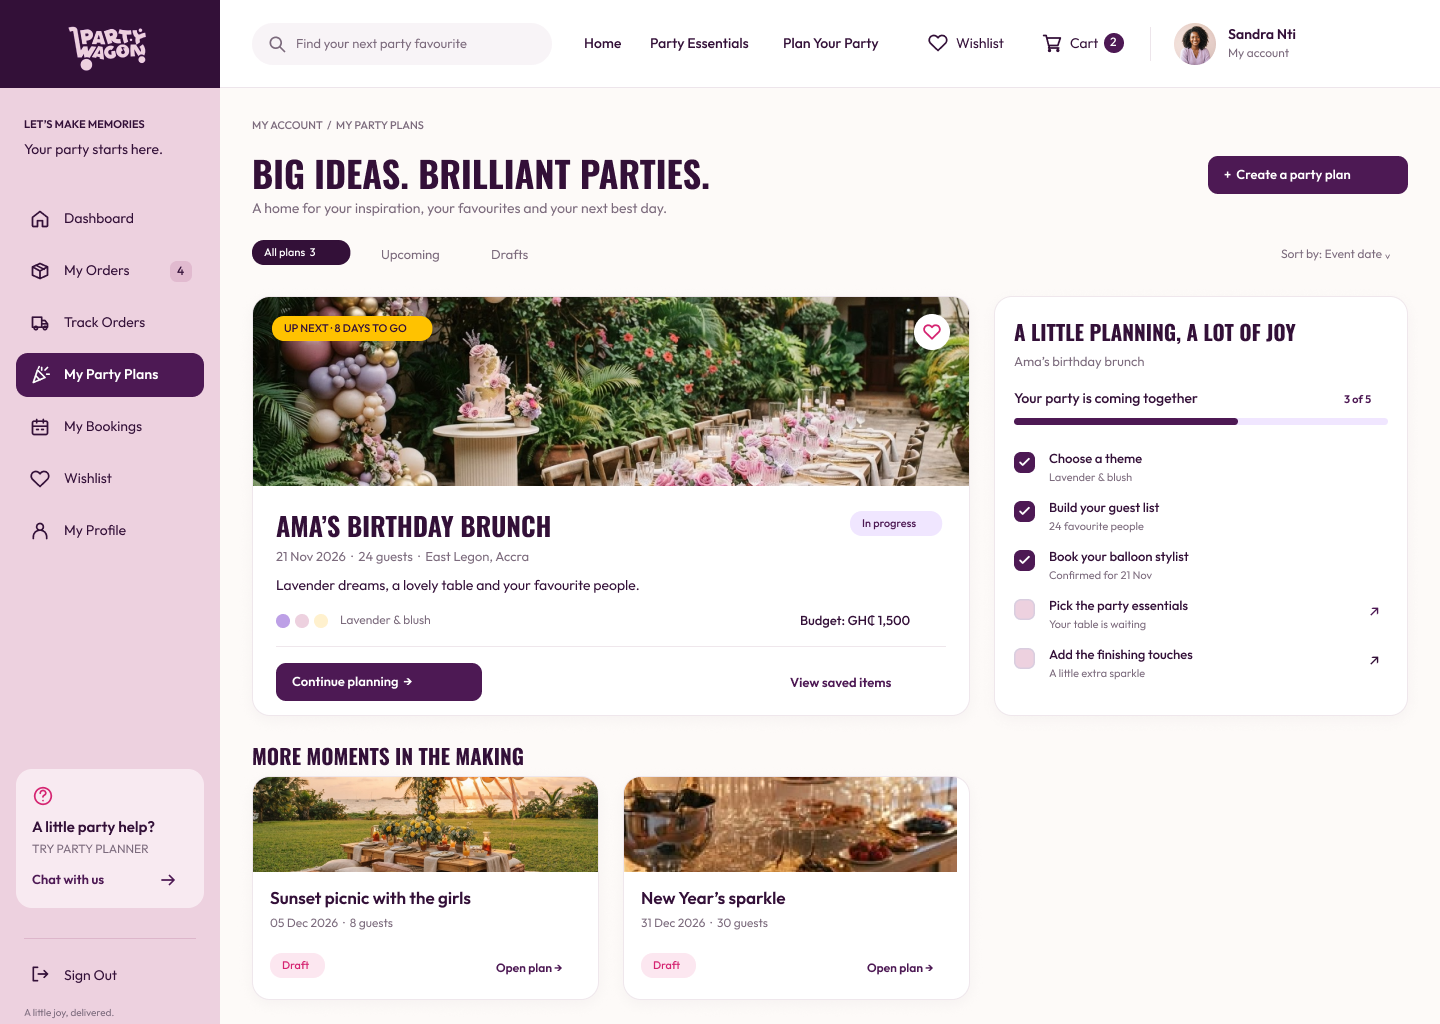 PARTY
WAGON
Find your next party favourite
Home
Party Essentials
Plan Your Party
Wishlist
Cart 2
Sandra Nti
My account
LET'S MAKE MEMORIES
Your party starts here.
Dashboard
My Orders 4
Track Orders
My Party Plans
My Bookings
Wishlist
My Profile
A little party help?
TRY PARTY PLANNER
Chat with us →
Sign Out
A little joy, delivered.
MY ACCOUNT / MY PARTY PLANS
BIG IDEAS. BRILLIANT PARTIES.
A home for your inspiration, your favourites and your next best day.
+ Create a party plan
All plans 3
Upcoming
Drafts
Sort by: Event date
UP NEXT · 8 DAYS TO GO
AMA'S BIRTHDAY BRUNCH
In progress
21 Nov 2026 · 24 guests · East Legon, Accra
Lavender dreams, a lovely table and your favourite people.
Lavender & blush
Budget: GH₵ 1,500
Continue planning →
View saved items
A LITTLE PLANNING, A LOT OF JOY
Ama's birthday brunch
Your party is coming together
3 of 5
Choose a theme
Lavender & blush
Build your guest list
24 favourite people
Book your balloon stylist
Confirmed for 21 Nov
Pick the party essentials ↗
Your table is waiting
Add the finishing touches ↗
A little extra sparkle
MORE MOMENTS IN THE MAKING
Sunset picnic with the girls
05 Dec 2026 · 8 guests
Draft
Open plan →
New Year's sparkle
31 Dec 2026 · 30 guests
Draft
Open plan →